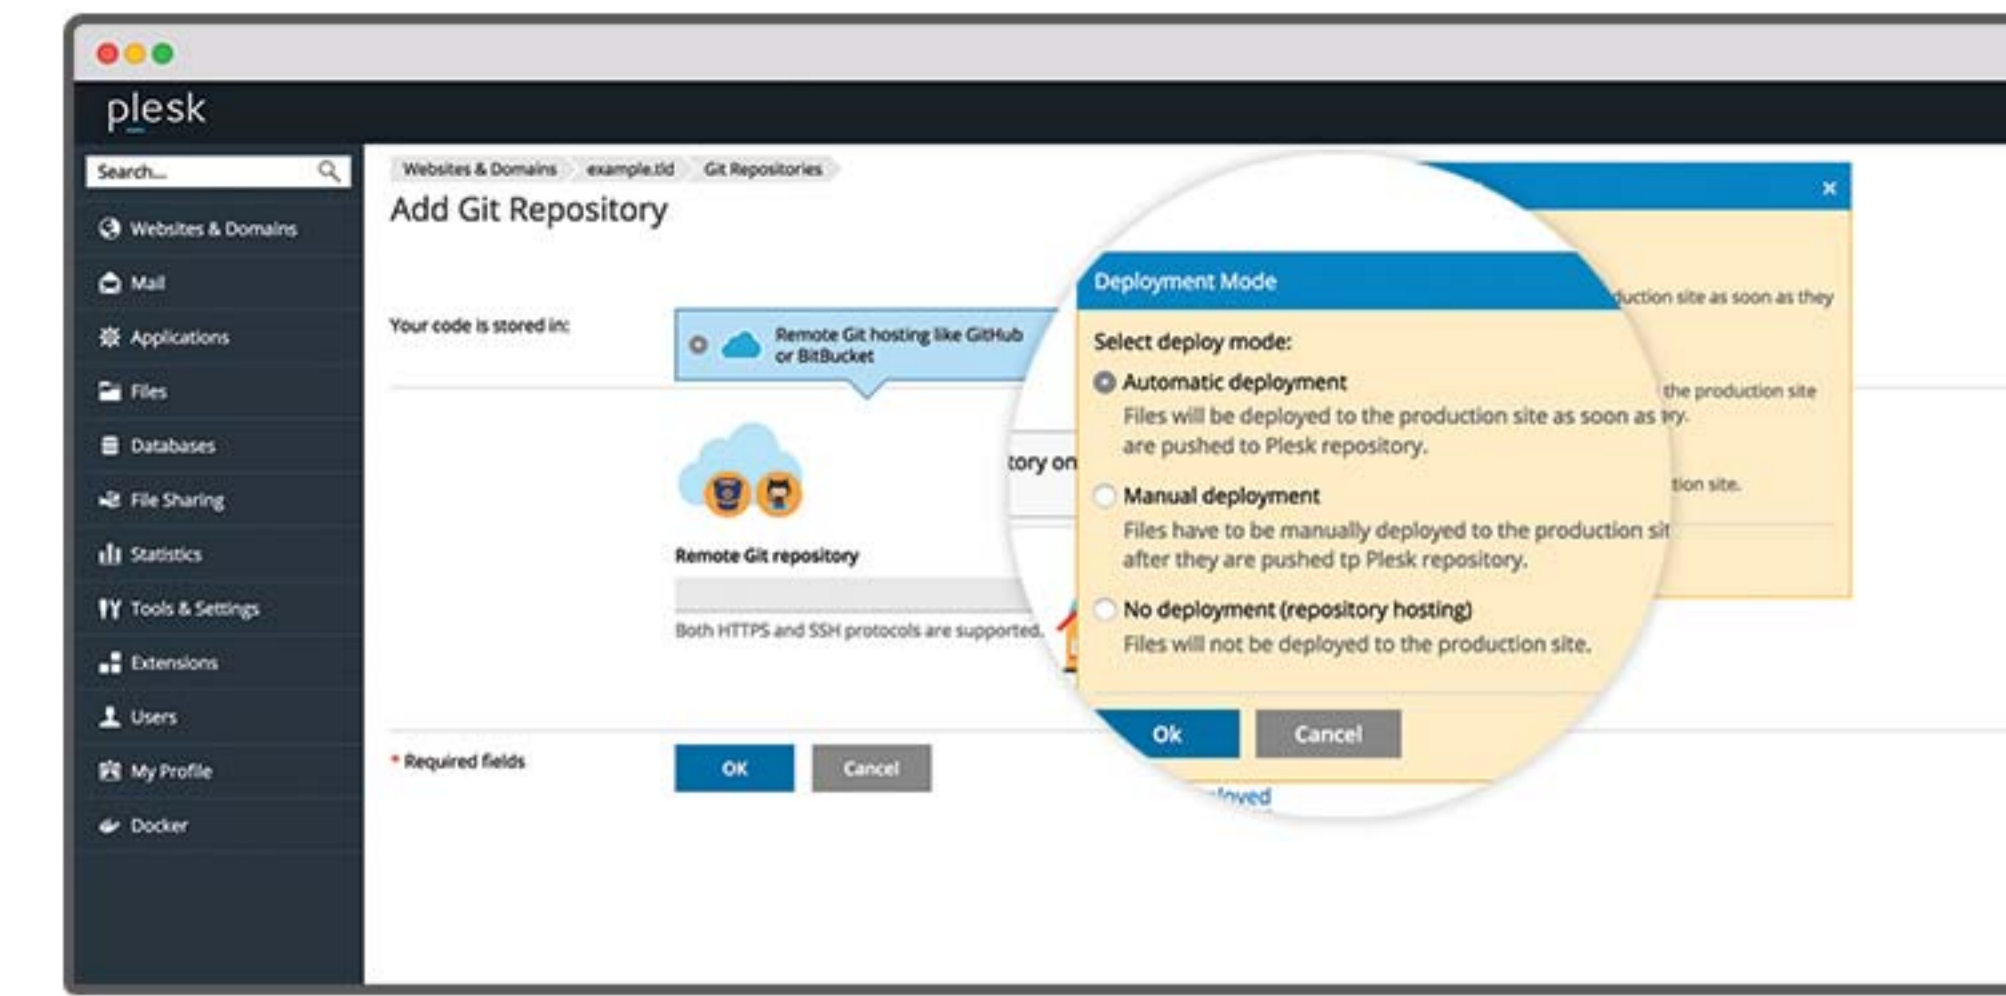 plesk
Search...
Websites & Domains
Mail
Applications
Files
Databases
File Sharing
Statistics
Tools & Settings
Extensions
Users
My Profile
Docker
Websites & Domains example.tld Git Repositories
Add Git Repository
Your code is stored in:
Remote Git hosting like GitHub
or BitBucket
Remote Git repository
Both HTTPS and SSH protocols are supported.
* Required fields
OK Cancel
tory on
Deployment Mode
Select deploy mode:
Automatic deployment
Files will be deployed to the production site as soon as
are pushed to Plesk repository.
Manual deployment
Files have to be manually deployed to the production sit
after they are pushed tp Plesk repository.
No deployment (repository hosting)
Files will not be deployed to the production site.
Ok Cancel
duction site as soon as they
the production site
ry.
tion site.